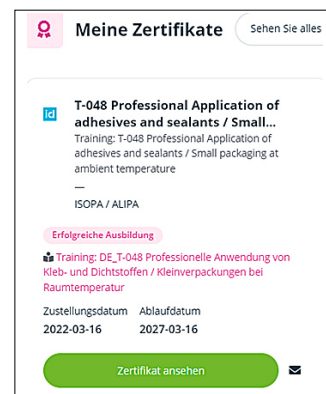 Meine Zertifikate
Sehen Sie alles
id
T-048 Professional Application of
adhesives and sealants / Small...
Training: T-048 Professional Application of
adhesives and sealants / Small packaging at
ambient temperature
—
ISOPA / ALIPA
Erfolgreiche Ausbildung
Training: DE_T-048 Professionelle Anwendung von
Kleb- und Dichtstoffen / Kleinverpackungen bei
Raumtemperatur
Zustellungsdatum Ablaufdatum
2022-03-16 2027-03-16
Zertifikat ansehen